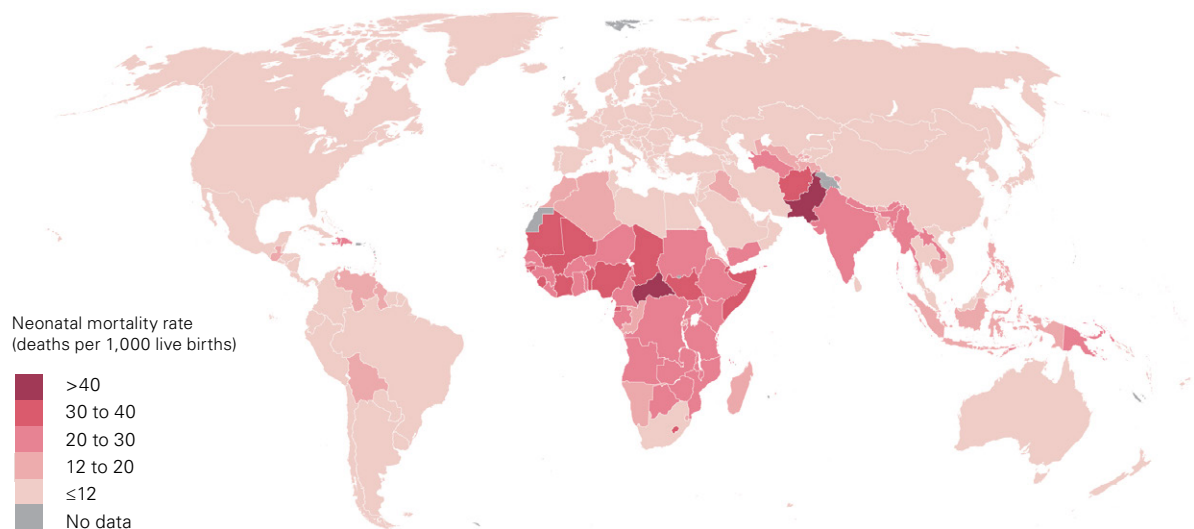 Neonatal mortality rate
(deaths per 1,000 live births)
>40
30 to 40
20 to 30
12 to 20
≤12
No data